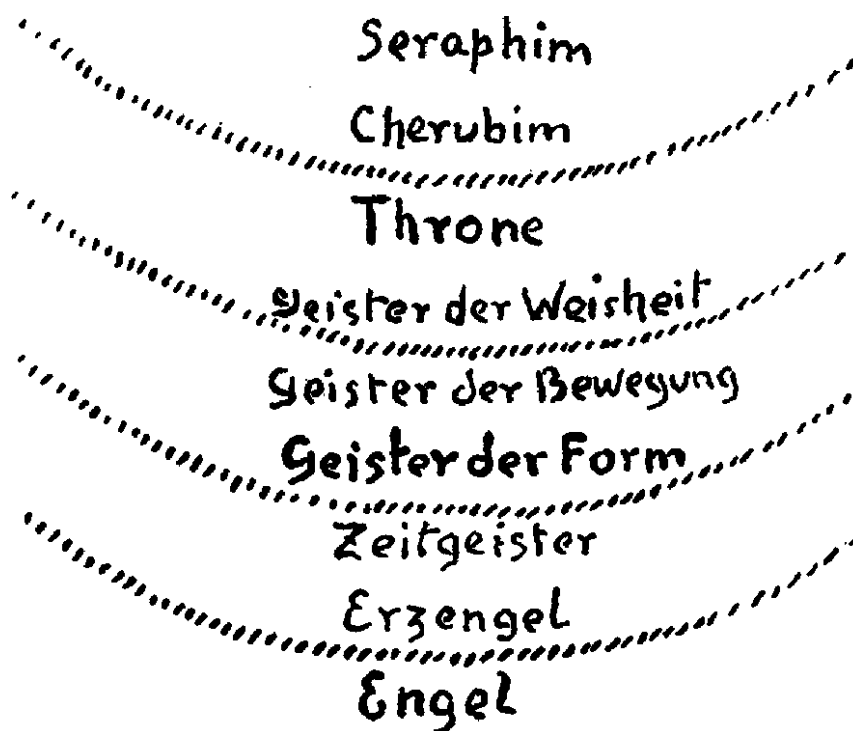 Seraphim
Cherubim
Throne
Geister der Weisheit
Geister der Bewegung
Geister der Form
Zeitgeister
Erzengel
Engel